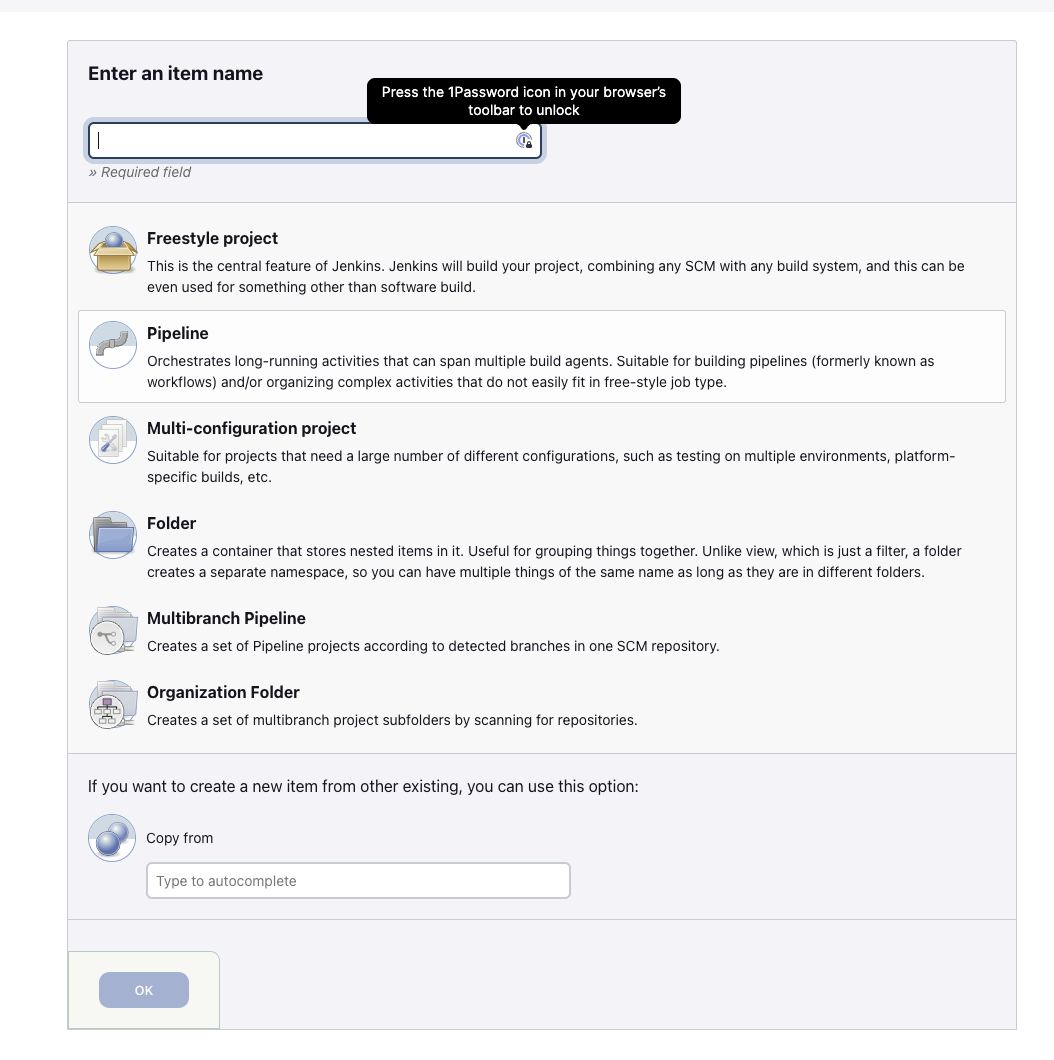 Enter an item name
Press the 1Password icon in your browser's
toolbar to unlock
» Required field
Freestyle project
This is the central feature of Jenkins. Jenkins will build your project, combining any SCM with any build system, and this can be
even used for something other than software build.
Pipeline
Orchestrates long-running activities that can span multiple build agents. Suitable for building pipelines (formerly known as
workflows) and/or organizing complex activities that do not easily fit in free-style job type.
Multi-configuration project
Suitable for projects that need a large number of different configurations, such as testing on multiple environments, platform-
specific builds, etc.
Folder
Creates a container that stores nested items in it. Useful for grouping things together. Unlike view, which is just a filter, a folder
creates a separate namespace, so you can have multiple things of the same name as long as they are in different folders.
Multibranch Pipeline
Creates a set of Pipeline projects according to detected branches in one SCM repository.
Organization Folder
Creates a set of multibranch project subfolders by scanning for repositories.
If you want to create a new item from other existing, you can use this option:
Copy from
Type to autocomplete
OK